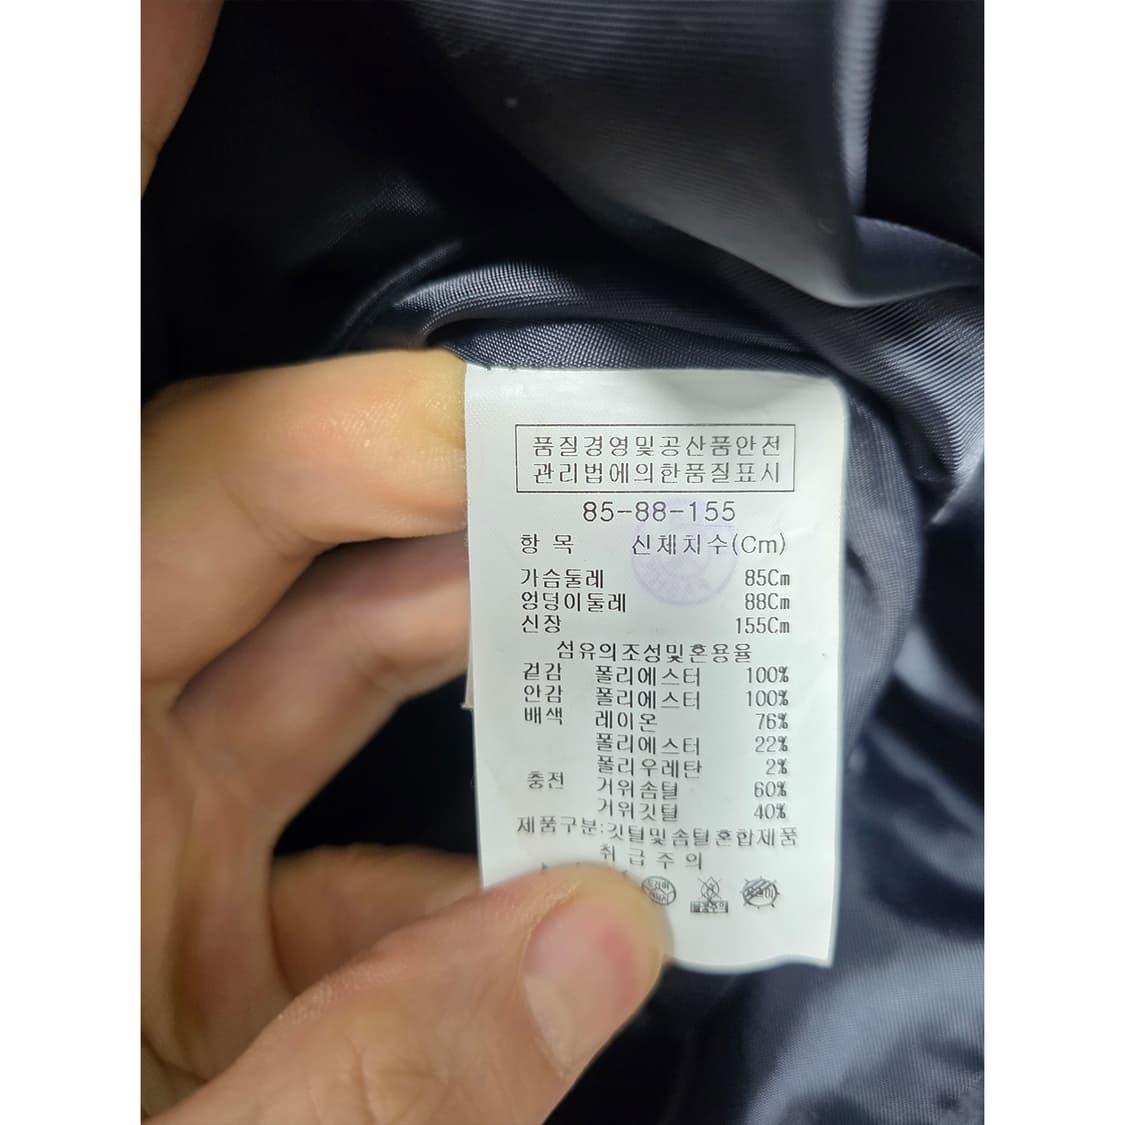 품질경영및공산품안전
관리법에의한품질표시
85-88-155
항 목 신체치수(Cm)
가슴둘레 85Cm
엉덩이둘레 88Cm
신장 155Cm
섬유의조성및혼용율
겉감 폴리에스터 100%
안감 폴리에스터 100%
배색 레이온 76%
폴리에스터 22%
폴리우레탄 2%
충전 거위솜털 60%
거위깃털 40%
제품구분:깃털및솜털혼합제품
취 급 주 의